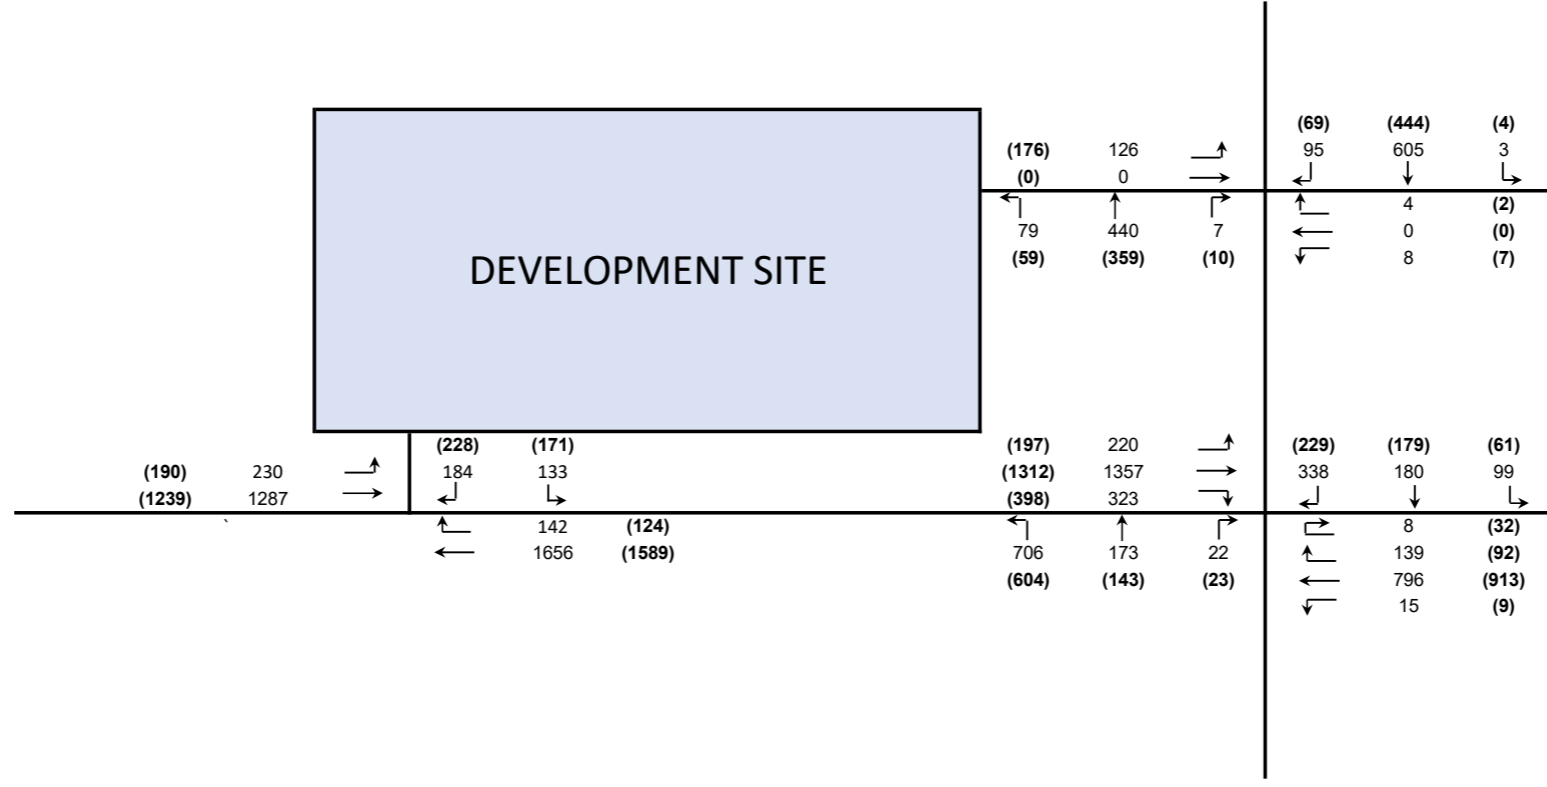 (69) (444) (4)
(176) 126 95 605 3
(0) 0
4 (2)
79 440 7 0 (0)
(59) (359) (10) 8 (7)
DEVELOPMENT SITE
(228) (171) (197) 220 (229) (179) (61)
(190) 230 184 133 (1312) 1357 338 180 99
(1239) 1287 (398) 323
` 142 (124) 8 (32)
1656 (1589) 706 173 22 139 (92)
(604) (143) (23) 796 (913)
15 (9)